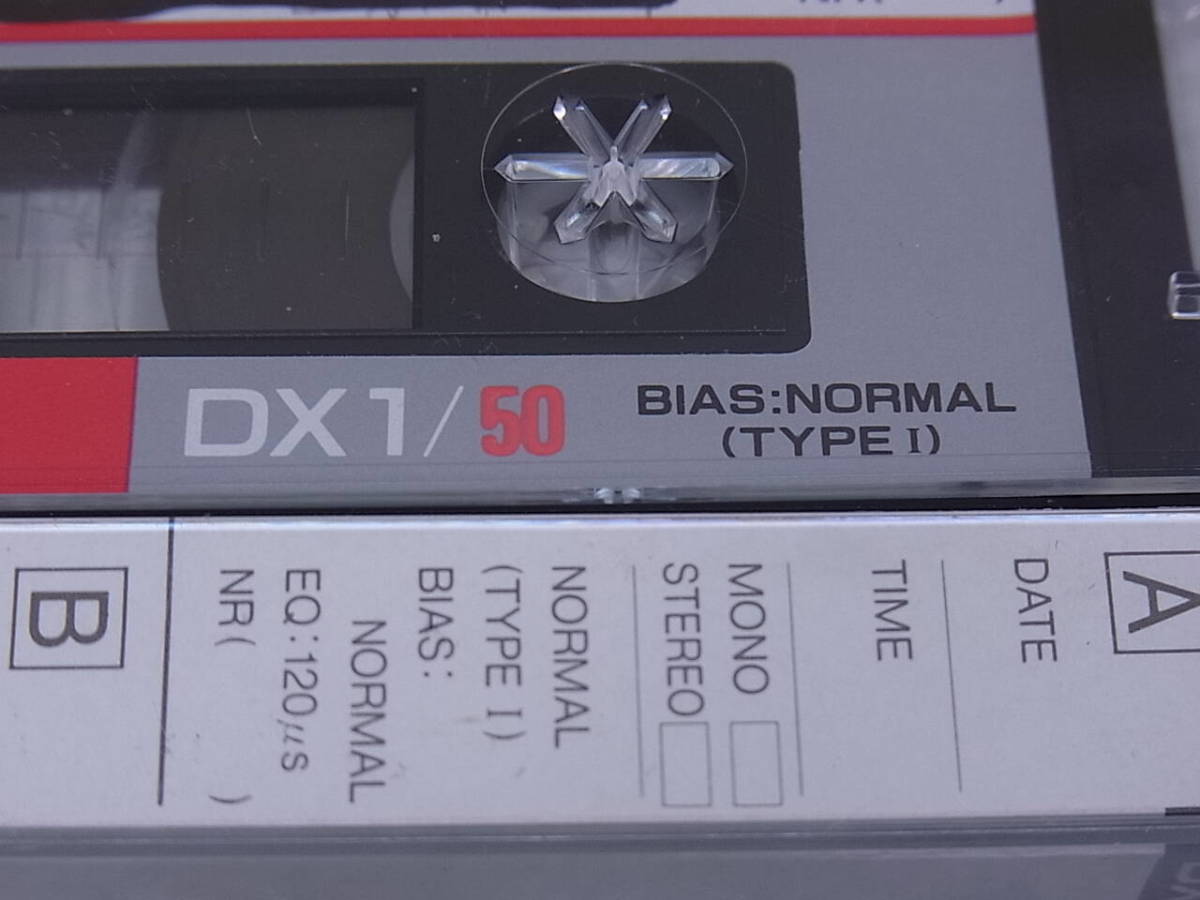 DX1/50
BIAS:NORMAL
(TYPE I)
A
DATE
TIME
MONO
STEREO
NORMAL
(TYPE I)
BIAS:
NORMAL
EQ:120μs
NR( )
B